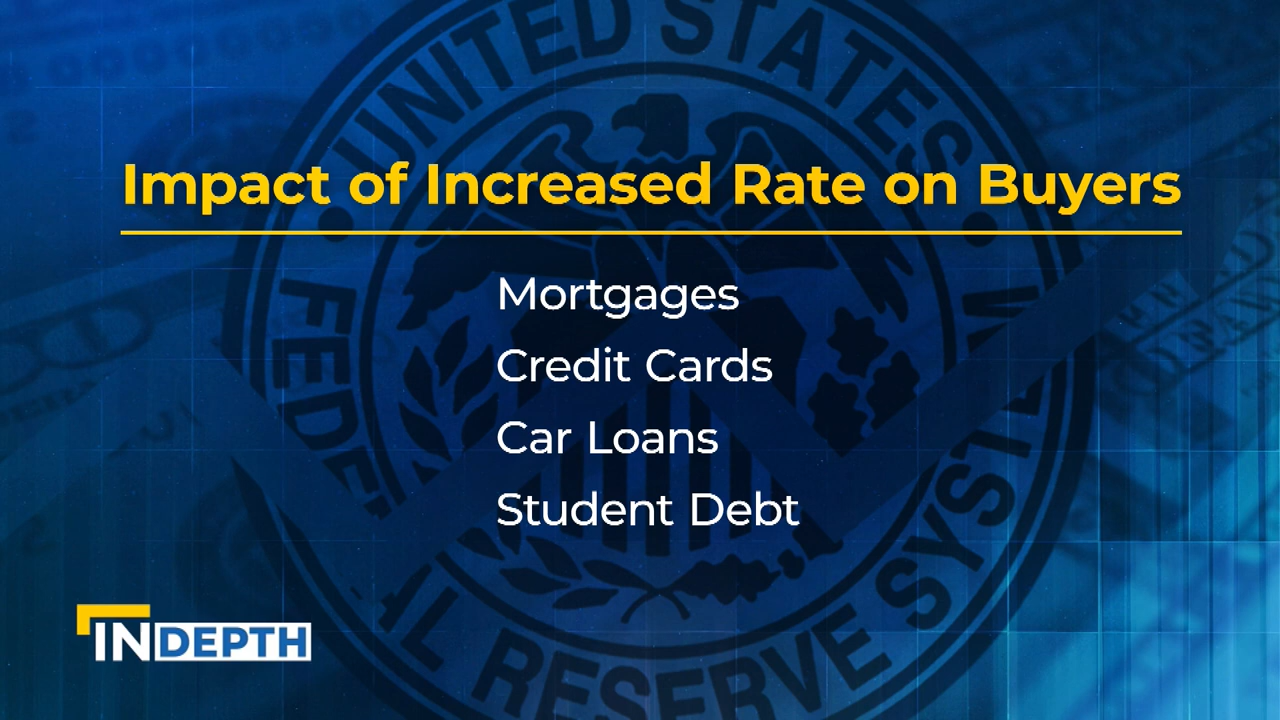 UNITED STATES
FEDERAL RESERVE SYSTEM
Impact of Increased Rate on Buyers
Mortgages
Credit Cards
Car Loans
Student Debt
INDEPTH